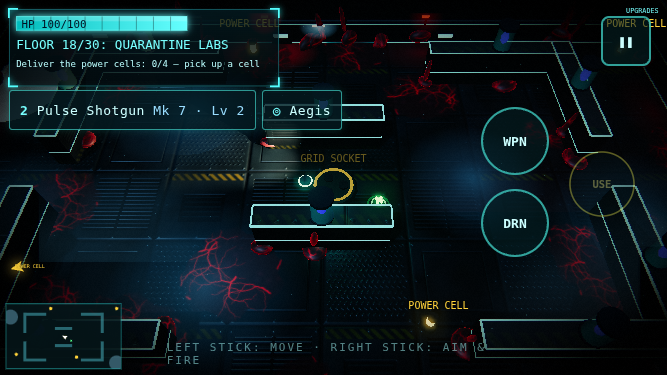 HP 100/100
FLOOR 18/30: QUARANTINE LABS
Deliver the power cells: 0/4 — pick up a cell
2 Pulse Shotgun Mk 7 · Lv 2
◎ Aegis
POWER CELL
UPGRADES
POWER CELL
WPN
GRID SOCKET
USE
DRN
POWER CELL
LEFT STICK: MOVE · RIGHT STICK: AIM &
FIRE